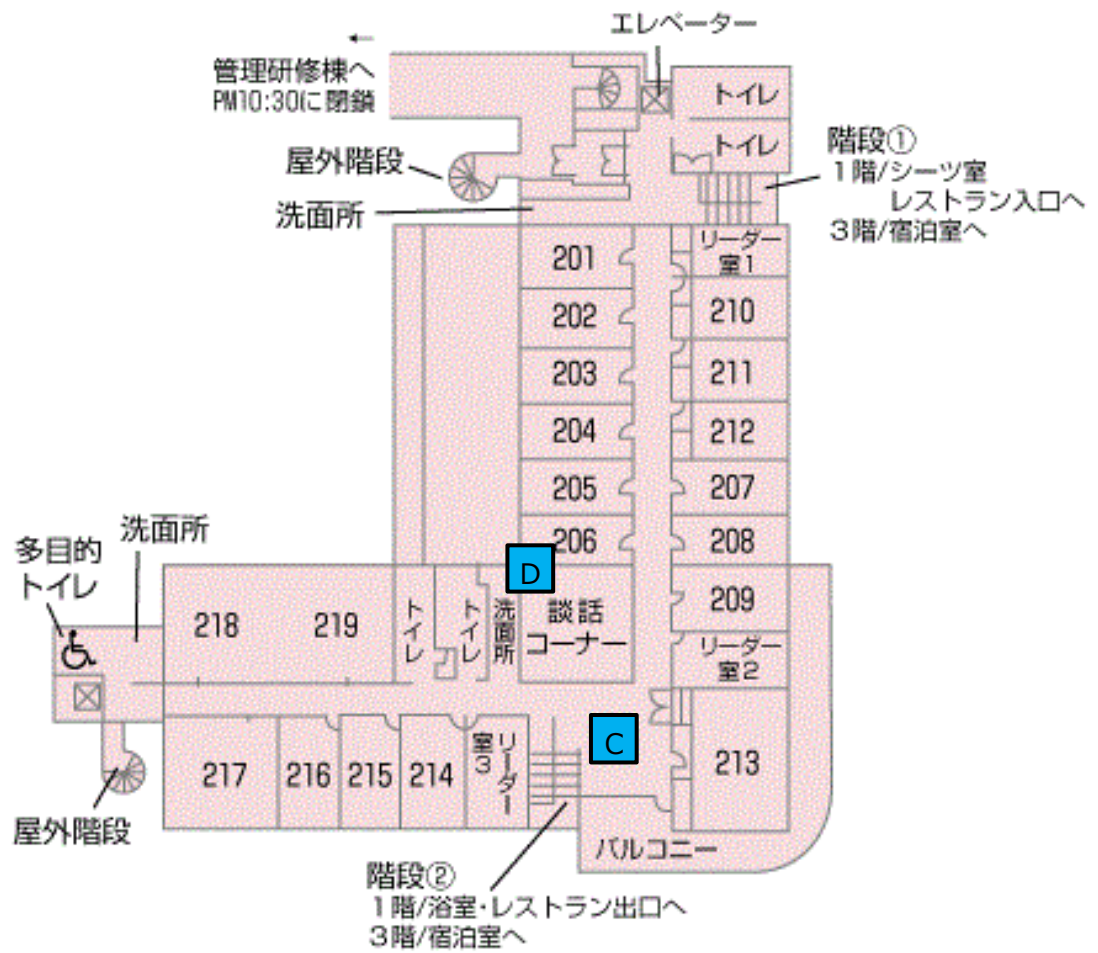 エレベーター
←
管理研修棟へ
PM10:30に閉鎖
トイレ
トイレ
階段①
1階/シーツ室
レストラン入口へ
3階/宿泊室へ
屋外階段
洗面所
201
リーダー
室1
202
210
203
211
204
212
205
207
206
208
D
209
洗面所
多目的
トイレ
218
219
トイレ
トイレ
洗面所
談話
コーナー
リーダー
室2
C
217
216
215
214
リーダー
室3
213
屋外階段
バルコニー
階段②
1階/浴室・レストラン出口へ
3階/宿泊室へ